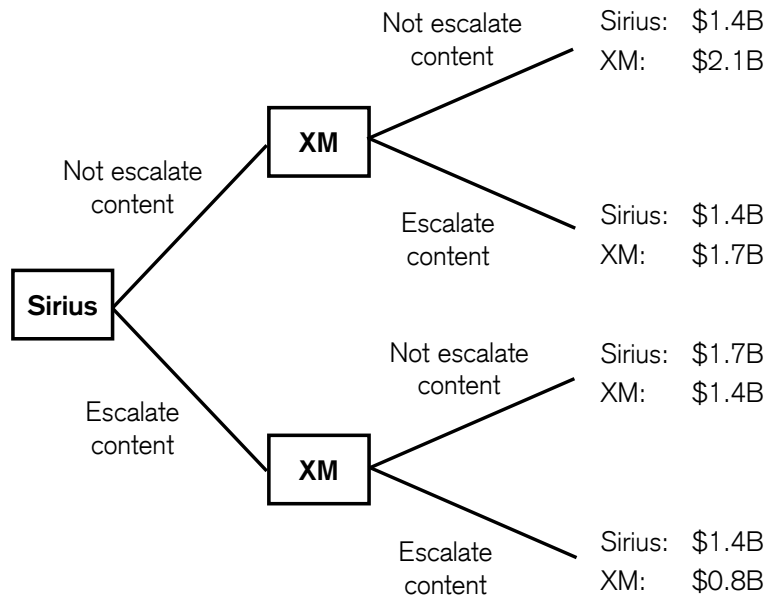 Not escalate
content
Sirius: $1.4B
XM: $2.1B
XM
Not escalate
content
Escalate
content
Sirius: $1.4B
XM: $1.7B
Sirius
Not escalate
content
Sirius: $1.7B
XM: $1.4B
Escalate
content
XM
Escalate
content
Sirius: $1.4B
XM: $0.8B